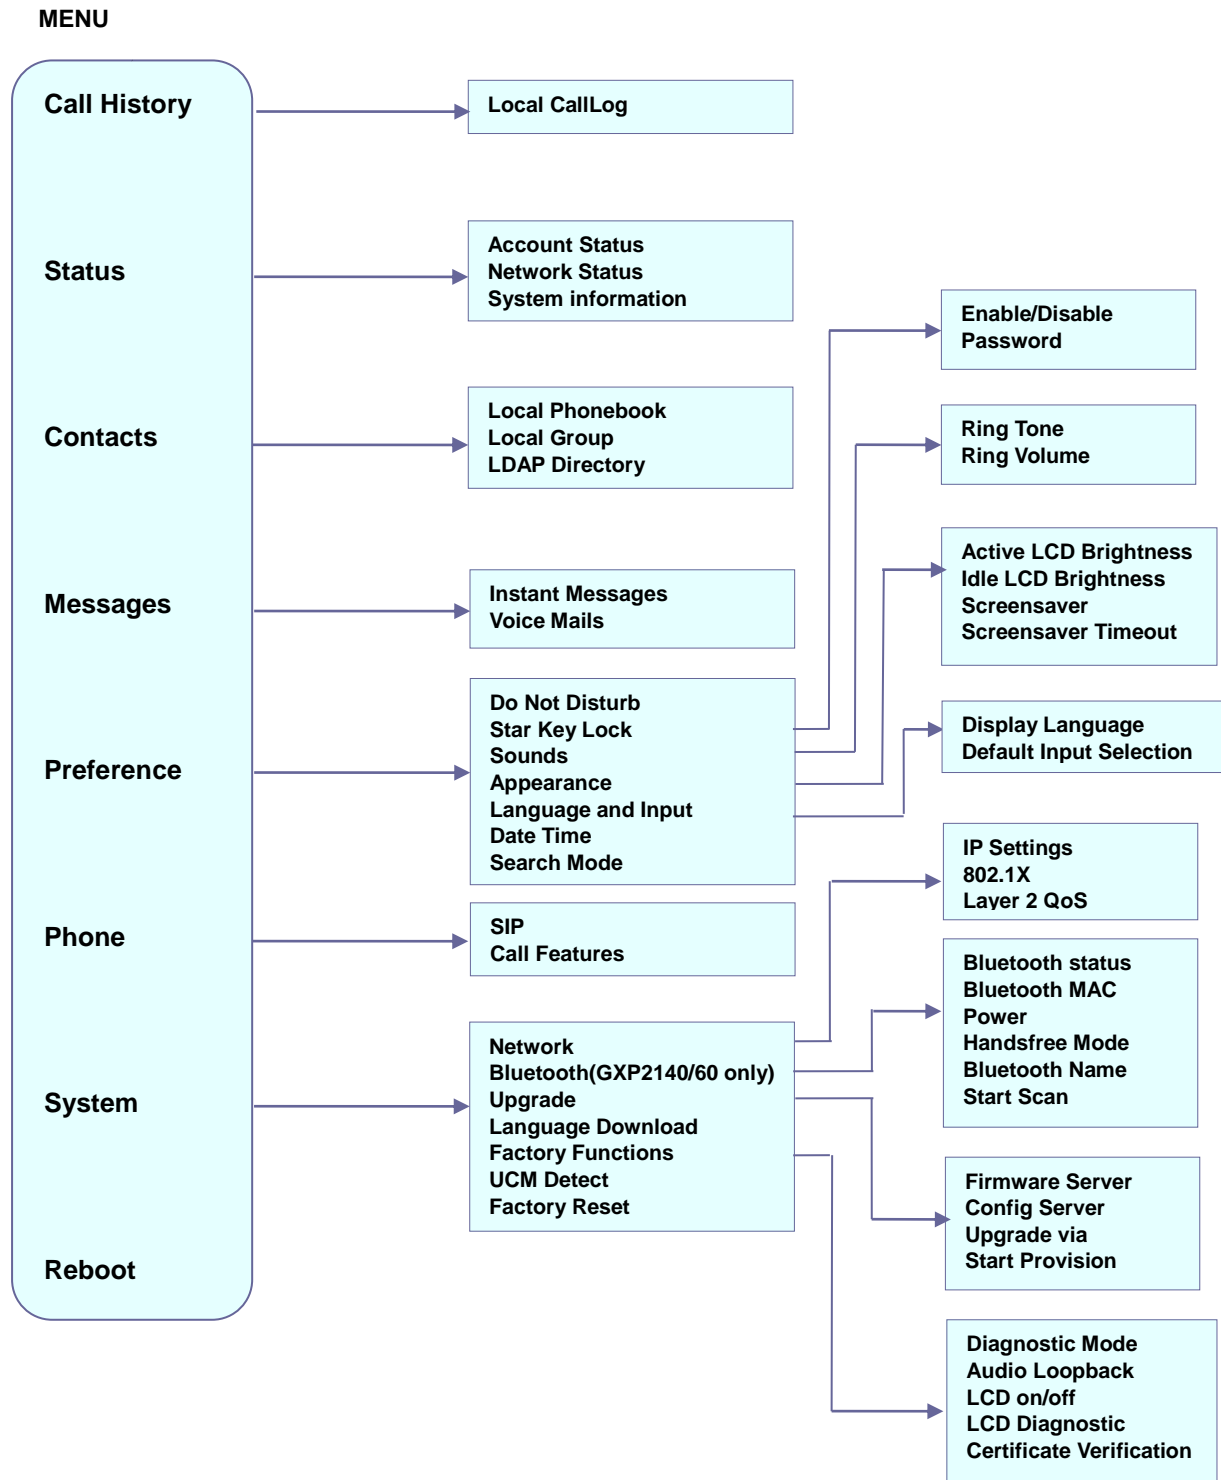 MENU
Call History
Local CallLog
Status
Account Status
Network Status
System information
Enable/Disable
Password
Contacts
Local Phonebook
Local Group
LDAP Directory
Ring Tone
Ring Volume
Messages
Instant Messages
Voice Mails
Active LCD Brightness
Idle LCD Brightness
Screensaver
Screensaver Timeout
Preference
Do Not Disturb
Star Key Lock
Sounds
Appearance
Language and Input
Date Time
Search Mode
Display Language
Default Input Selection
Phone
SIP
Call Features
IP Settings
802.1X
Layer 2 QoS
System
Network
Bluetooth(GXP2140/60 only)
Upgrade
Language Download
Factory Functions
UCM Detect
Factory Reset
Bluetooth status
Bluetooth MAC
Power
Handsfree Mode
Bluetooth Name
Start Scan
Firmware Server
Config Server
Upgrade via
Start Provision
Reboot
Diagnostic Mode
Audio Loopback
LCD on/off
LCD Diagnostic
Certificate Verification